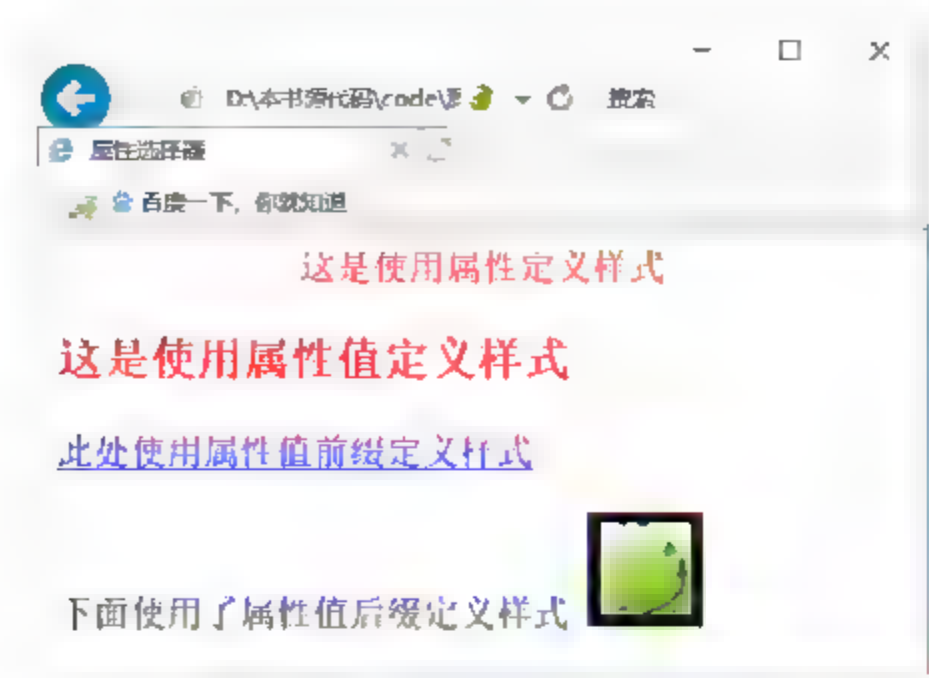 D:\本书源代码\code\ 搜索
属性选择器
百度一下，你就知道
这是使用属性定义样式
这是使用属性值定义样式
此处使用属性值前缀定义样式
下面使用了属性值后缀定义样式